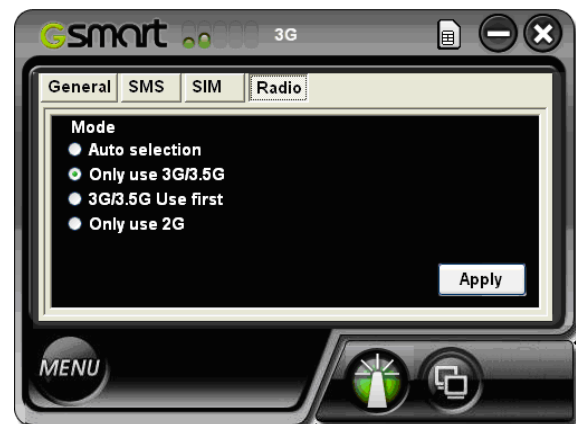 Gsmart 3G
General SMS SIM Radio
Mode
Auto selection
Only use 3G/3.5G
3G/3.5G Use first
Only use 2G
Apply
MENU